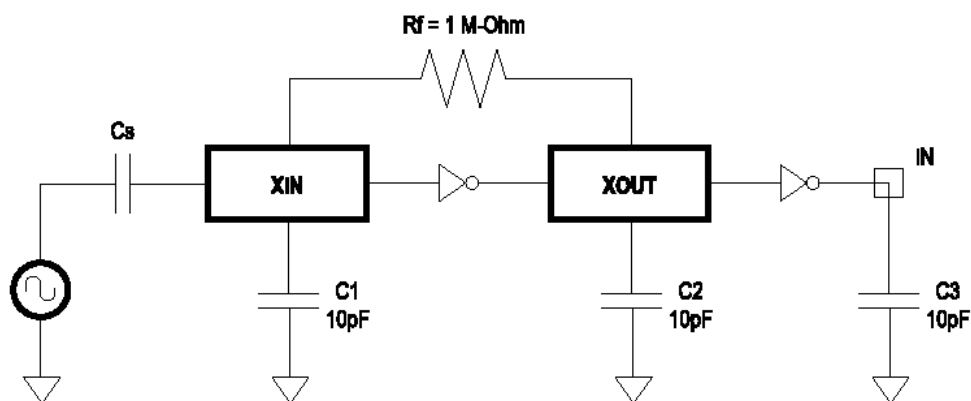 Rf = 1 M-Ohm
Cs
XIN
XOUT
IN
C1
10pF
C2
10pF
C3
10pF